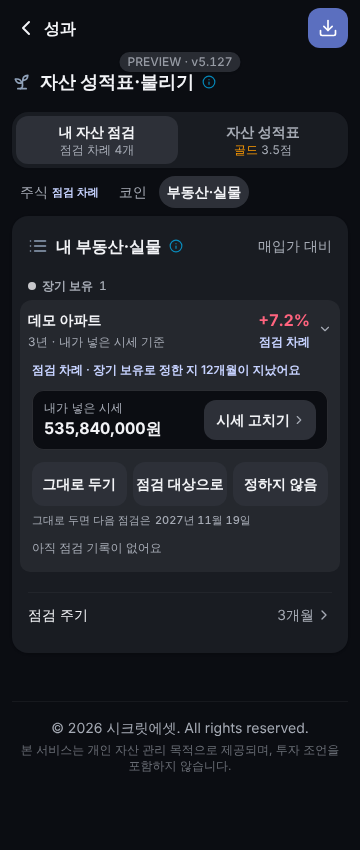 성과
PREVIEW · v5.127
자산 성적표·불리기
내 자산 점검
점검 차례 4개
자산 성적표
골드 3.5점
주식 점검 차례
코인
부동산·실물
내 부동산·실물
매입가 대비
장기 보유 1
데모 아파트
+7.2%
3년 · 내가 넣은 시세 기준
점검 차례
점검 차례 · 장기 보유로 정한 지 12개월이 지났어요
내가 넣은 시세
535,840,000원
시세 고치기
그대로 두기
점검 대상으로
정하지 않음
그대로 두면 다음 점검은 2027년 11월 19일
아직 점검 기록이 없어요
점검 주기
3개월
© 2026 시크릿에셋. All rights reserved.
본 서비스는 개인 자산 관리 목적으로 제공되며, 투자 조언을
포함하지 않습니다.